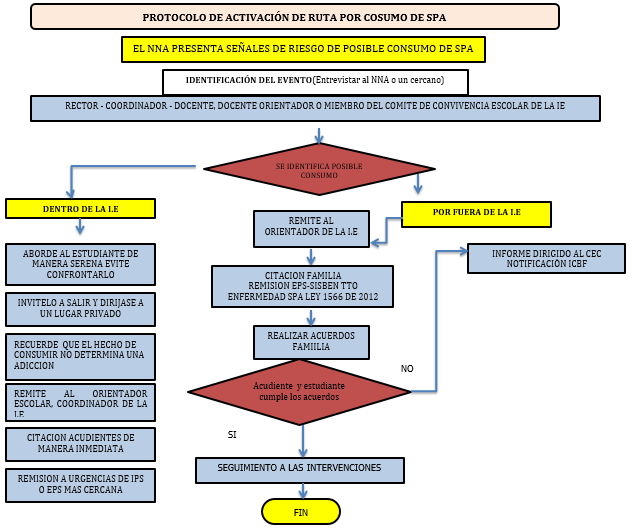 PROTOCOLO DE ACTIVACIÓN DE RUTA POR COSUMO DE SPA
EL NNA PRESENTA SEÑALES DE RIESGO DE POSIBLE CONSUMO DE SPA
IDENTIFICACIÓN DEL EVENTO(Entrevistar al NNA o un cercano)
RECTOR - COORDINADOR - DOCENTE, DOCENTE ORIENTADOR O MIEMBRO DEL COMITE DE CONVIVENCIA ESCOLAR DE LA IE
SE IDENTIFICA POSIBLE
CONSUMO
DENTRO DE LA I.E
ABORDE AL ESTUDIANTE DE
MANERA SERENA EVITE
CONFRONTARLO
INVITELO A SALIR Y DIRIJASE A
UN LUGAR PRIVADO
RECUERDE QUE EL HECHO DE
CONSUMIR NO DETERMINA UNA
ADICCION
REMITE AL ORIENTADOR
ESCOLAR, COORDINADOR DE LA
I.E
CITACION ACUDIENTES DE
MANERA INMEDIATA
REMISION A URGENCIAS DE IPS
O EPS MAS CERCANA
POR FUERA DE LA I.E
REMITE AL
ORIENTADOR DE LA I.E
CITACION FAMILIA
REMISION EPS-SISBEN TTO
ENFERMEDAD SPA LEY 1566 DE 2012
REALIZAR ACUERDOS
FAMIILIA
Acudiente y estudiante
cumple los acuerdos
NO
INFORME DIRIGIDO AL CEC
NOTIFICACIÓN ICBF
SI
SEGUIMIENTO A LAS INTERVENCIONES
FIN